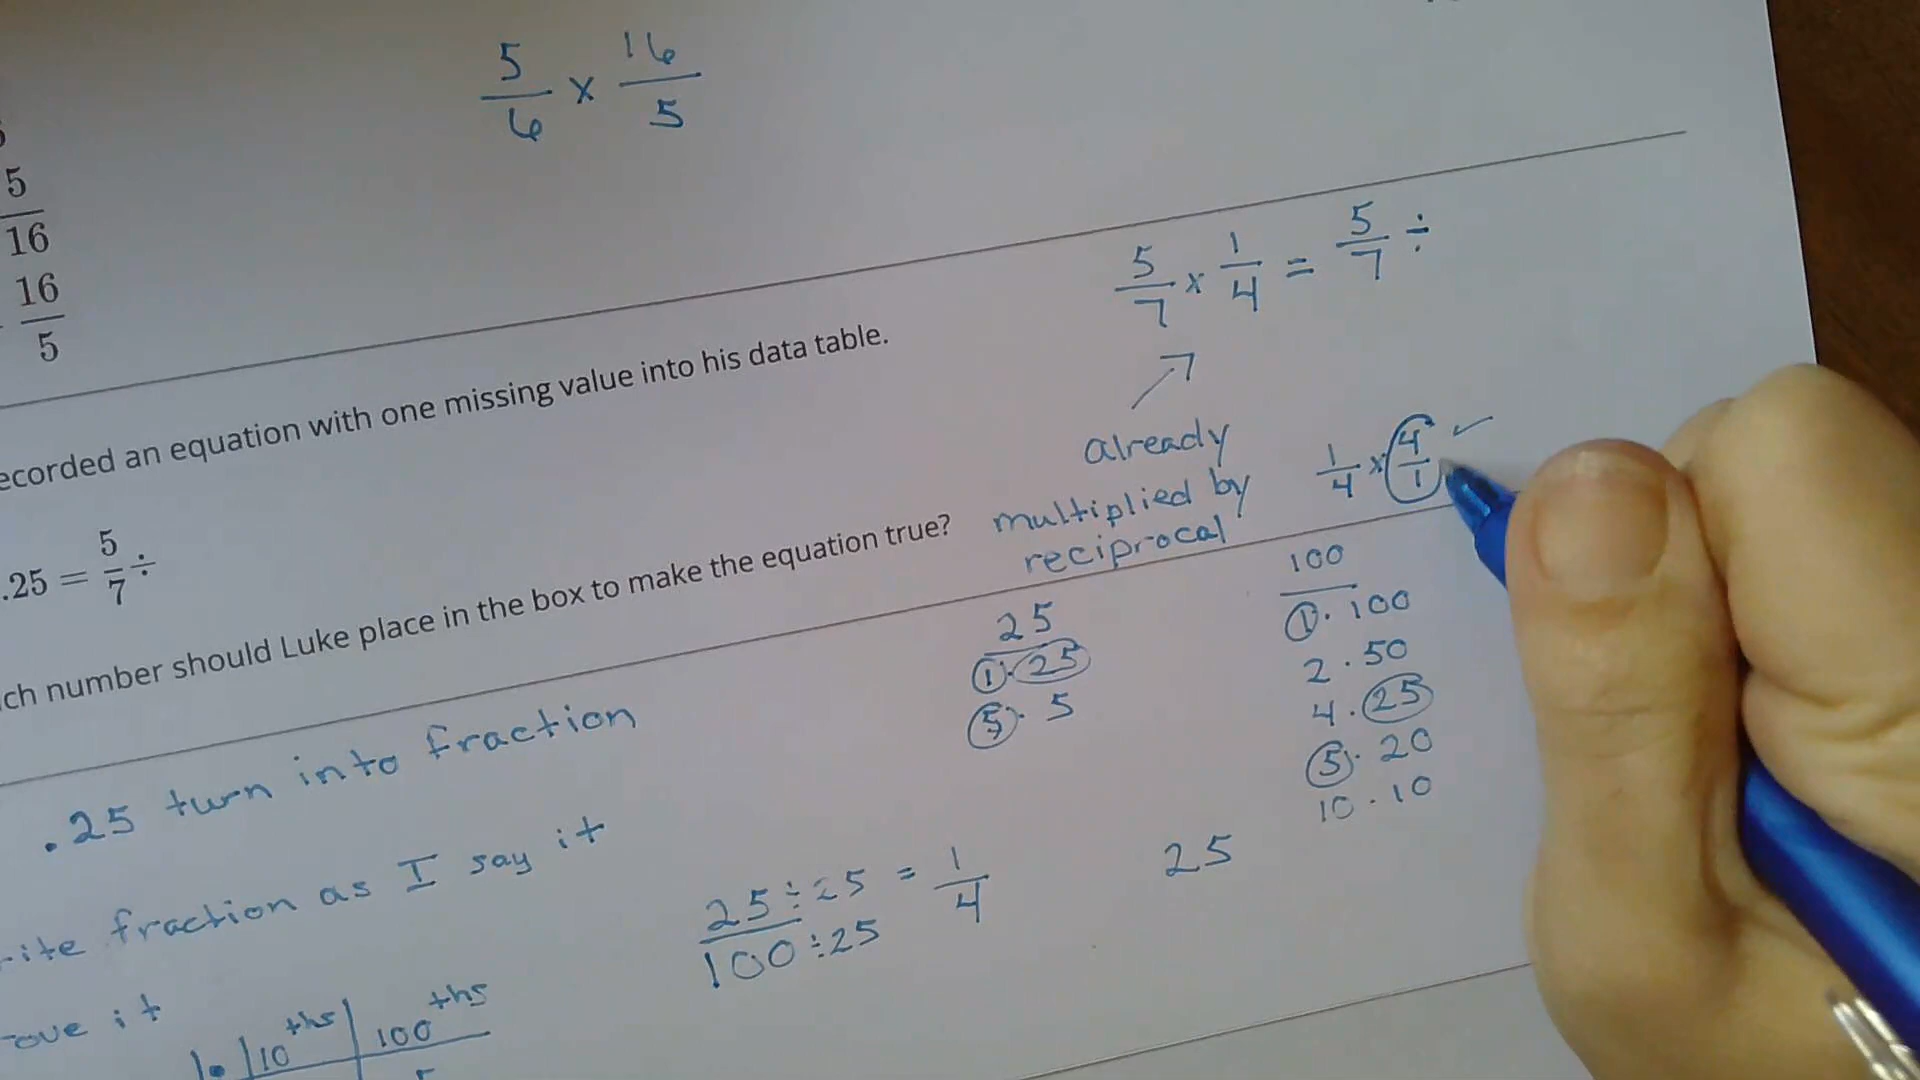 5/6 x 16/5
5/16
16/5
5/7 x 1/4 = 5/7 ÷
ecorded an equation with one missing value into his data table.
already
multiplied by
reciprocal
1/4 x 4/1 ✓
.25 = 5/7 ÷
ch number should Luke place in the box to make the equation true?
25
1 · 25
5 · 5
100
1 · 100
2 · 50
4 · 25
5 · 20
10 · 10
.25 turn into fraction
rite fraction as I say it
25 ÷ 25 = 1
100 ÷ 25 4
25
ove it
. 10ths 100ths